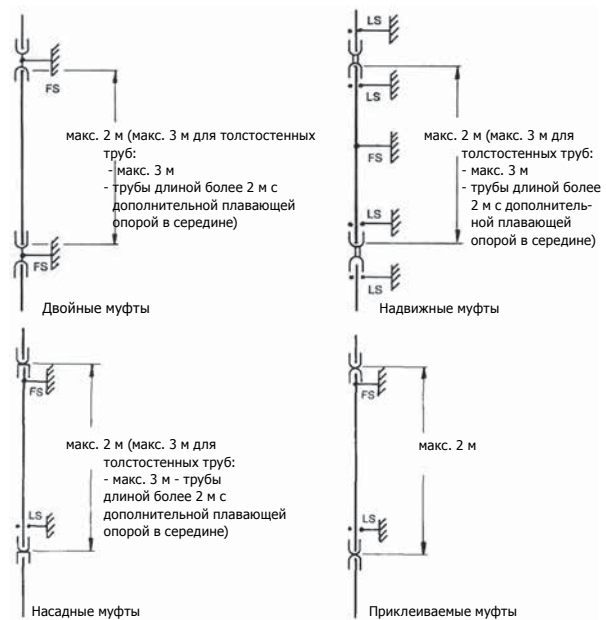 FS
макс. 2 м (макс. 3 м для толстостенных
труб:
- макс. 3 м
- трубы длиной более 2 м с
дополнительной плавающей
опорой в середине)
FS
Двойные муфты
LS
LS
макс. 2 м (макс. 3 м для
толстостенных труб:
- макс. 3 м
- трубы длиной более
2 м с дополнитель-
ной плавающей
опорой в середине)
FS
LS
LS
Надвижные муфты
FS
макс. 2 м (макс. 3 м для
толстостенных труб:
- макс. 3 м - трубы
длиной более 2 м с
дополнительной плавающей
опорой в середине)
LS
Насадные муфты
FS
макс. 2 м
LS
Приклеиваемые муфты